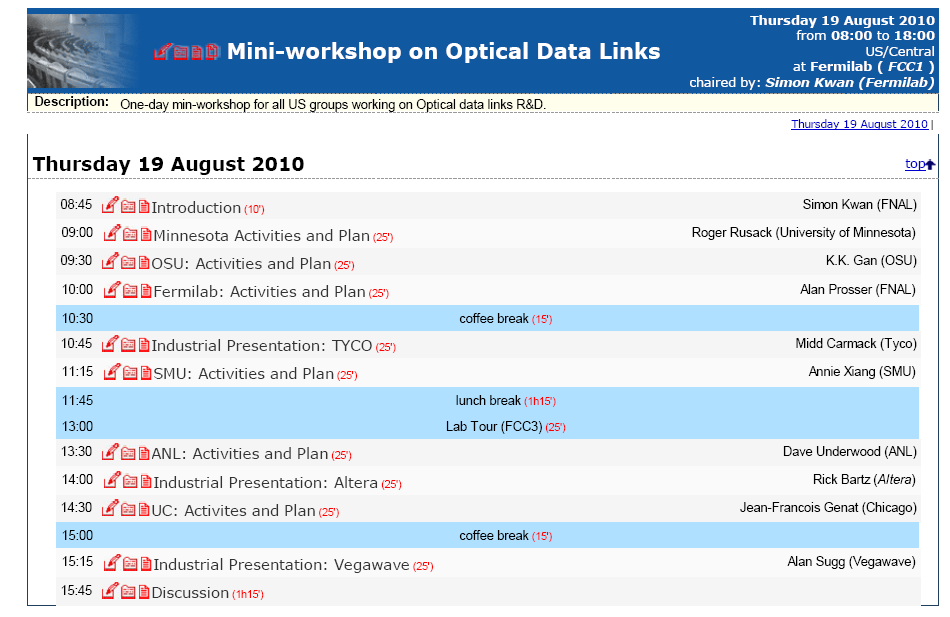 Thursday 19 August 2010
from 08:00 to 18:00
US/Central
Mini-workshop on Optical Data Links
at Fermilab ( FCC1 )
chaired by: Simon Kwan (Fermilab)
Description: One-day min-workshop for all US groups working on Optical data links R&D.
Thursday 19 August 2010 |
Thursday 19 August 2010 top
08:45 Introduction (10') Simon Kwan (FNAL)
09:00 Minnesota Activities and Plan (25') Roger Rusack (University of Minnesota)
09:30 OSU: Activities and Plan (25') K.K. Gan (OSU)
10:00 Fermilab: Activities and Plan (25') Alan Prosser (FNAL)
10:30 coffee break (15')
10:45 Industrial Presentation: TYCO (25') Midd Carmack (Tyco)
11:15 SMU: Activities and Plan (25') Annie Xiang (SMU)
11:45 lunch break (1h15')
13:00 Lab Tour (FCC3) (25')
13:30 ANL: Activities and Plan (25') Dave Underwood (ANL)
14:00 Industrial Presentation: Altera (25') Rick Bartz (Altera)
14:30 UC: Activites and Plan (25') Jean-Francois Genat (Chicago)
15:00 coffee break (15')
15:15 Industrial Presentation: Vegawave (25') Alan Sugg (Vegawave)
15:45 Discussion (1h15')